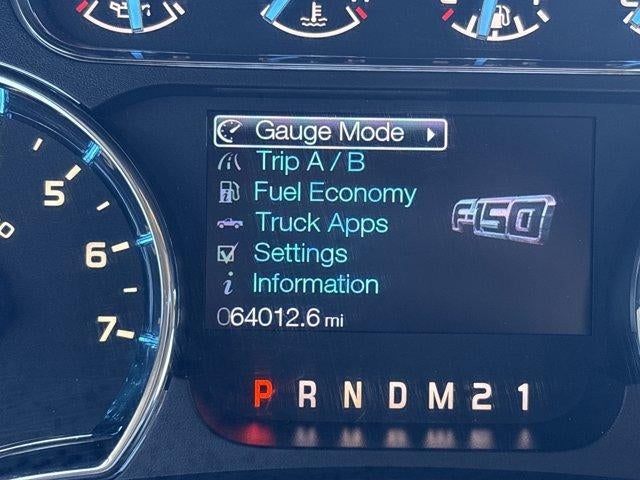 Gauge Mode
Trip A / B
Fuel Economy
Truck Apps
Settings
i Information
F-150
064012.6 mi
5
6
7
P R N D M 2 1